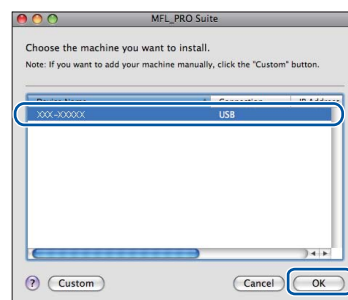 MFL_PRO Suite
Choose the machine you want to install.
Note: If you want to add your machine manually, click the "Custom" button.
Device Name Connection IP Address
XXX-XXXXX USB
? Custom Cancel OK